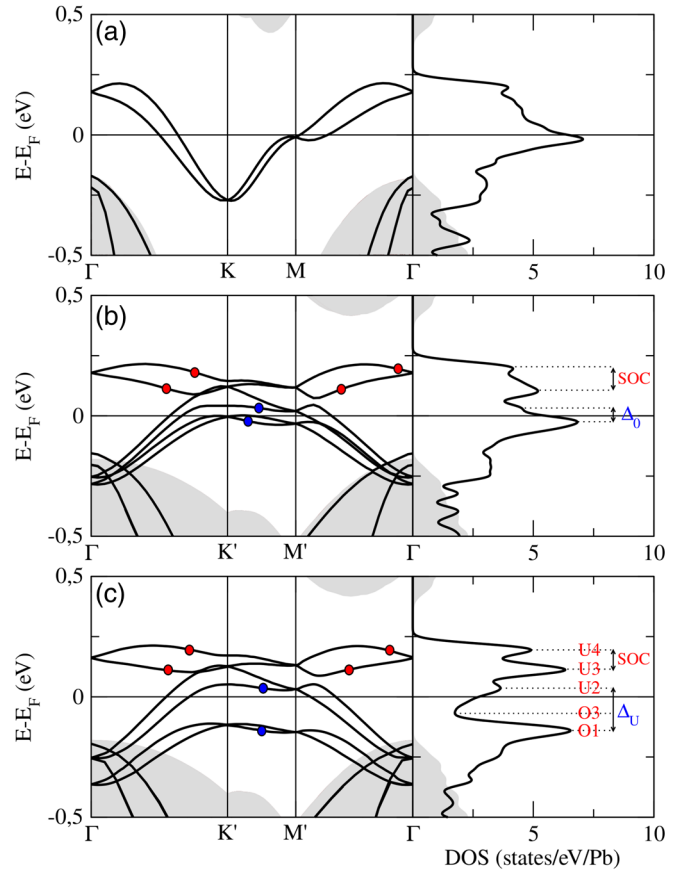 (a)
0,5
0
-0,5
E-E_F (eV)
Γ K M Γ 5 10
(b)
0,5
0
-0,5
E-E_F (eV)
SOC
Δ_0
Γ K' M' Γ 5 10
(c)
0,5
0
-0,5
E-E_F (eV)
U4
SOC
U3
U2
O3
Δ_U
O1
Γ K' M' Γ 5 10
DOS (states/eV/Pb)